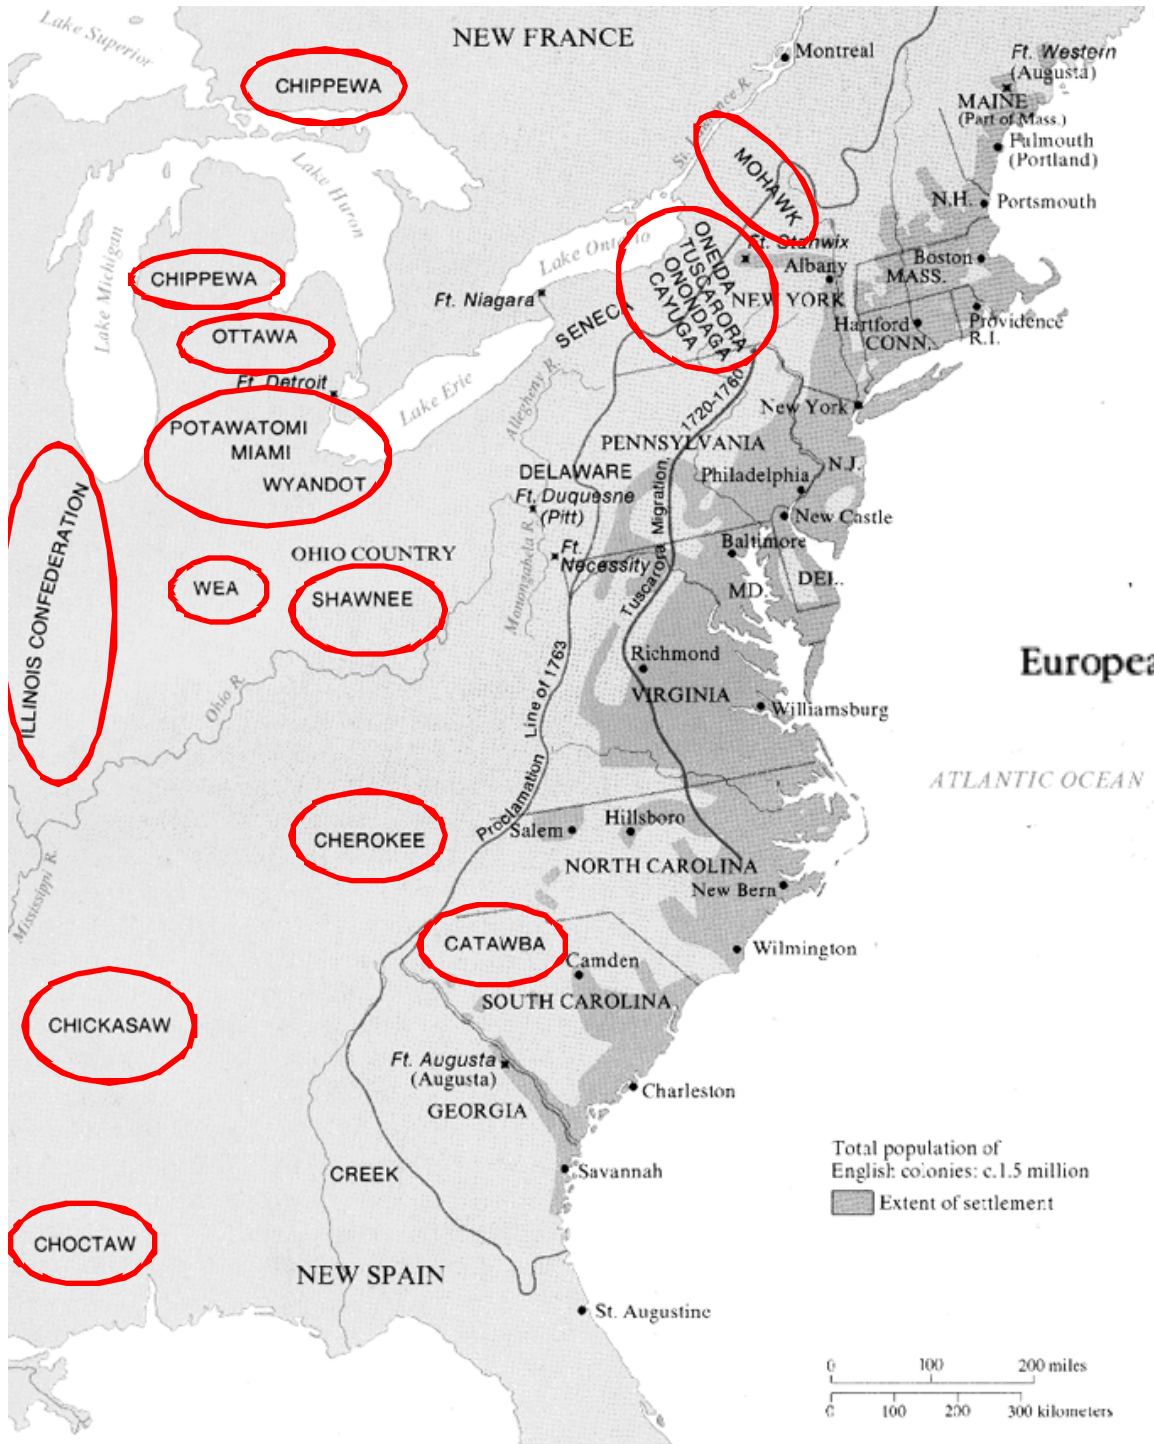 Lake Superior
NEW FRANCE
Montreal
Ft. Western
(Augusta)
CHIPPEWA
MAINE
(Part of Mass.)
St. Lawrence R.
Falmouth
(Portland)
Lake Huron
MOHAWK
N.H.
Portsmouth
Lake Michigan
Lake Ontario
Ft. Stanwix
Albany
Boston
MASS.
CHIPPEWA
ONEIDA
TUSCARORA
ONONDAGA
CAYUGA
NEW YORK
Ft. Niagara
SENECA
Hartford
CONN.
Providence
R.I.
OTTAWA
Ft. Detroit
Lake Erie
Allegheny R.
1720-1760
New York
POTAWATOMI
MIAMI
WYANDOT
PENNSYLVANIA
DELAWARE
Philadelphia
N.J.
Ft. Duquesne
(Pitt)
New Castle
Baltimore
ILLINOIS CONFEDERATION
OHIO COUNTRY
Ft.
Necessity
Monongahela R.
Tuscarora Migration
MD.
DEL.
WEA
SHAWNEE
Richmond
VIRGINIA
Europea
Ohio R.
Line of 1763
Williamsburg
ATLANTIC OCEAN
Proclamation
CHEROKEE
Salem
Hillsboro
NORTH CAROLINA
New Bern
Mississippi R.
CATAWBA
Camden
Wilmington
SOUTH CAROLINA
CHICKASAW
Ft. Augusta
(Augusta)
Charleston
GEORGIA
Total population of
English colonies: c.1.5 million
Extent of settlement
CREEK
Savannah
CHOCTAW
NEW SPAIN
St. Augustine
0 100 200 miles
0 100 200 300 kilometers